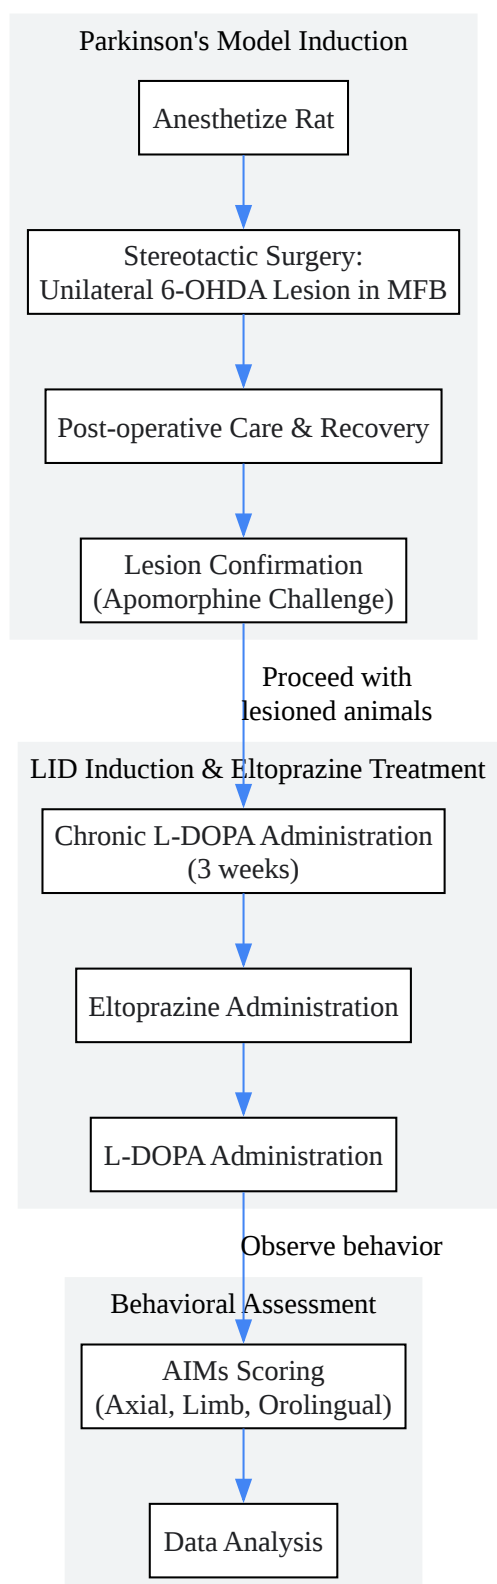 Parkinson's Model Induction
Anesthetize Rat
Stereotactic Surgery:
Unilateral 6-OHDA Lesion in MFB
Post-operative Care & Recovery
Lesion Confirmation
(Apomorphine Challenge)
Proceed with
lesioned animals
LID Induction & Eltoprazine Treatment
Chronic L-DOPA Administration
(3 weeks)
Eltoprazine Administration
L-DOPA Administration
Observe behavior
Behavioral Assessment
AIMs Scoring
(Axial, Limb, Orolingual)
Data Analysis